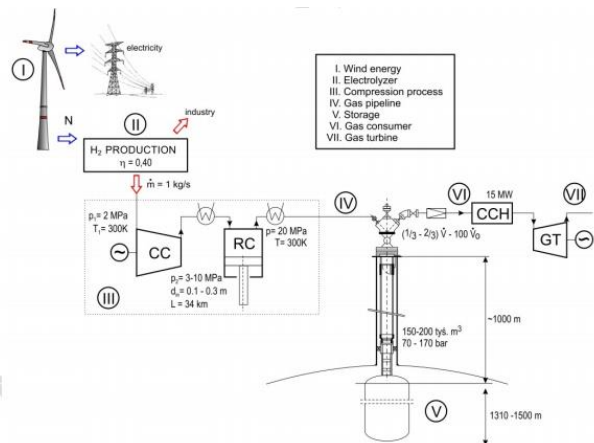 I
electricity
I. Wind energy
II. Electrolyzer
III. Compression process
IV. Gas pipeline
V. Storage
VI. Gas consumer
VII. Gas turbine
N
II
industry
H₂ PRODUCTION
η = 0,40
ṁ = 1 kg/s
p₁= 2 MPa
T₁= 300K
CC
W
RC
W
p= 20 MPa
T= 300K
p₂= 3-10 MPa
dᵢₙ= 0.1 - 0.3 m
L = 34 km
III
IV
VI
15 MW
CCH
VII
GT
(1/3 - 2/3) V̇ - 100 V̇₀
~1000 m
150-200 tyś. m³
70 - 170 bar
V
1310 -1500 m